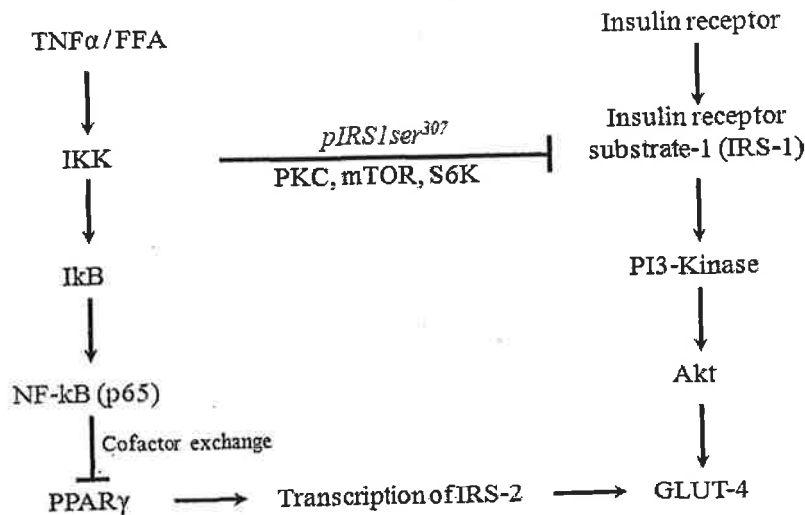 TNFα/FFA
Insulin receptor
IKK
pIRS1ser³⁰⁷
PKC, mTOR, S6K
Insulin receptor
substrate-1 (IRS-1)
IkB
PI3-Kinase
NF-kB (p65)
Akt
Cofactor exchange
PPARγ
Transcription of IRS-2
GLUT-4